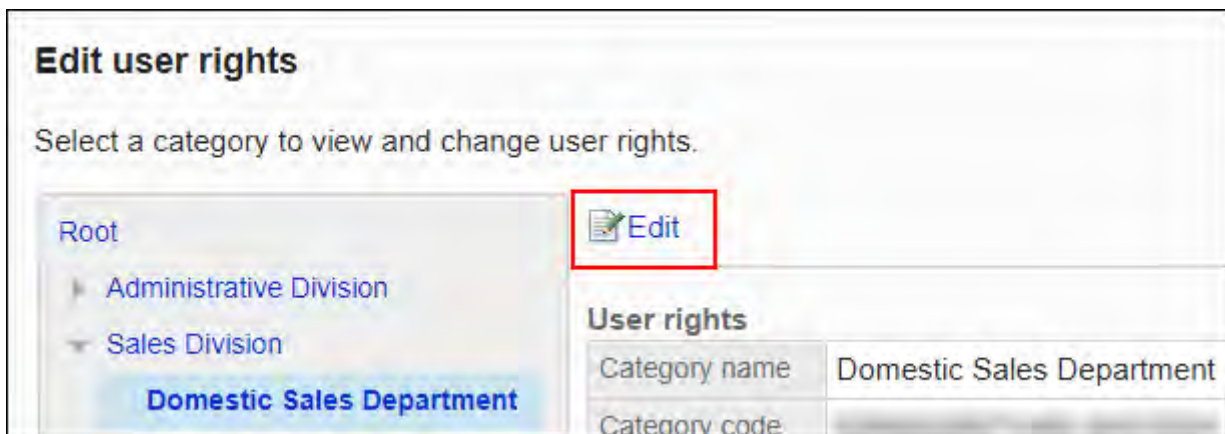 Edit user rights
Select a category to view and change user rights.
Root
Administrative Division
Sales Division
Domestic Sales Department
Edit
User rights
Category name Domestic Sales Department
Category code